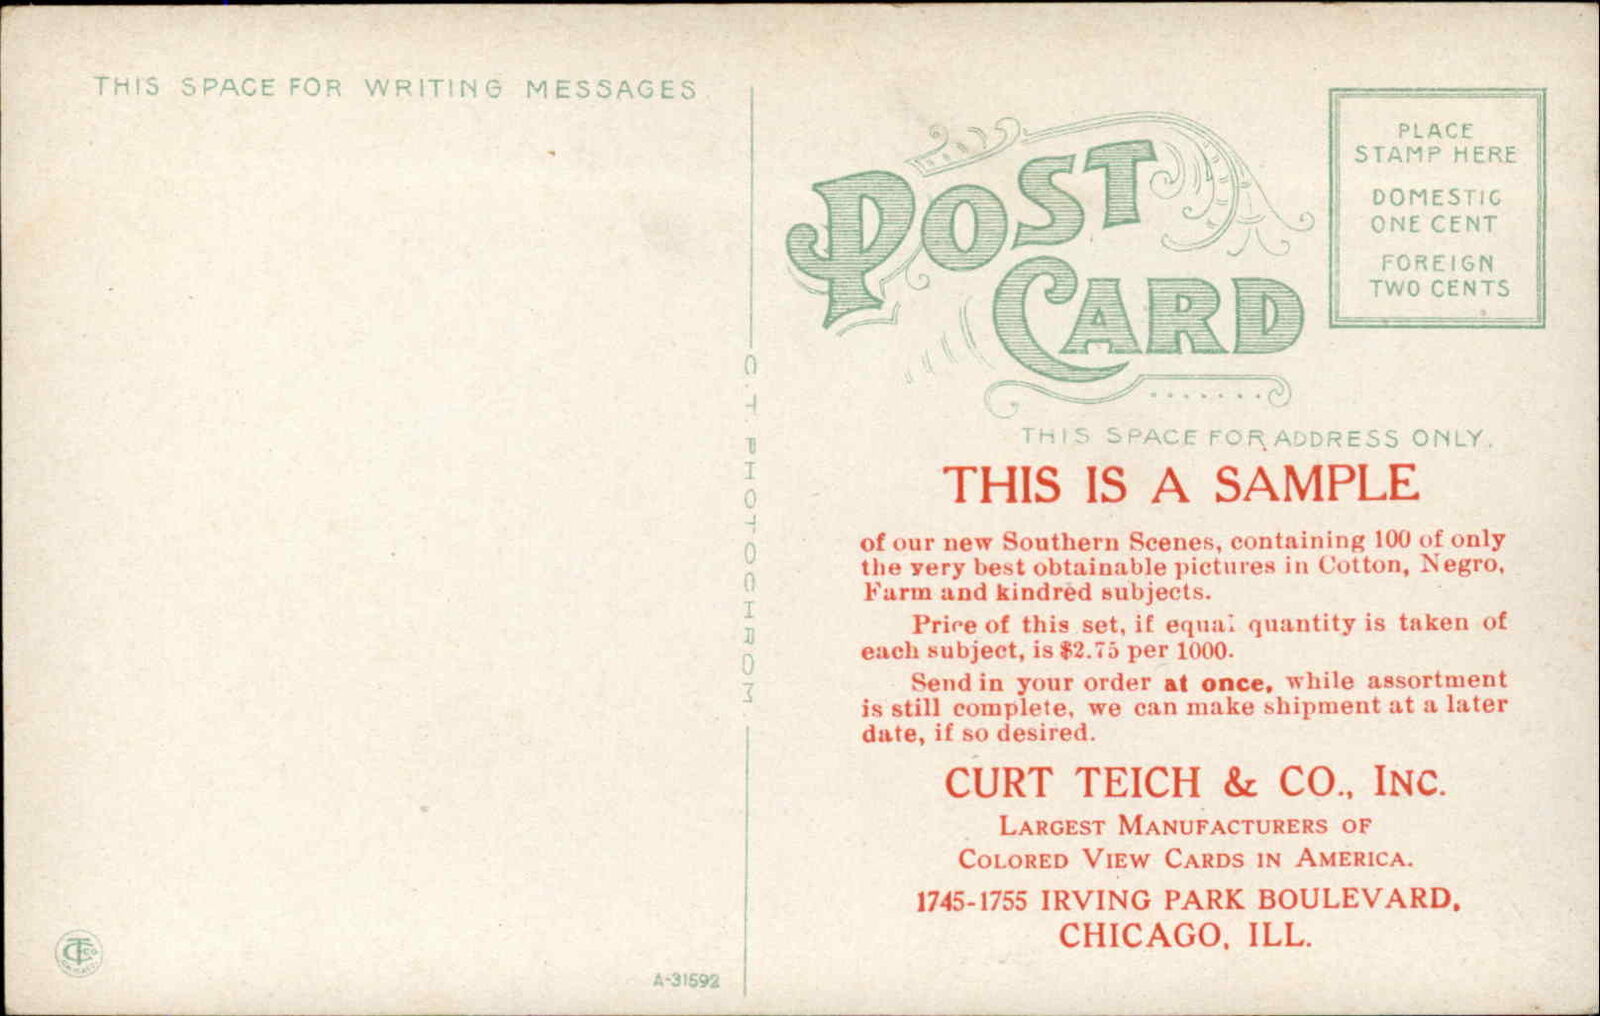 THIS SPACE FOR WRITING MESSAGES
POST
CARD
PLACE
STAMP HERE
DOMESTIC
ONE CENT
FOREIGN
TWO CENTS
THIS SPACE FOR ADDRESS ONLY.
THIS IS A SAMPLE
of our new Southern Scenes, containing 100 of only
the very best obtainable pictures in Cotton, Negro,
Farm and kindred subjects.
Price of this set, if equal quantity is taken of
each subject, is $2.75 per 1000.
Send in your order at once, while assortment
is still complete, we can make shipment at a later
date, if so desired.
CURT TEICH & CO., INC.
LARGEST MANUFACTURERS OF
COLORED VIEW CARDS IN AMERICA.
1745-1755 IRVING PARK BOULEVARD,
CHICAGO, ILL.
A-31592